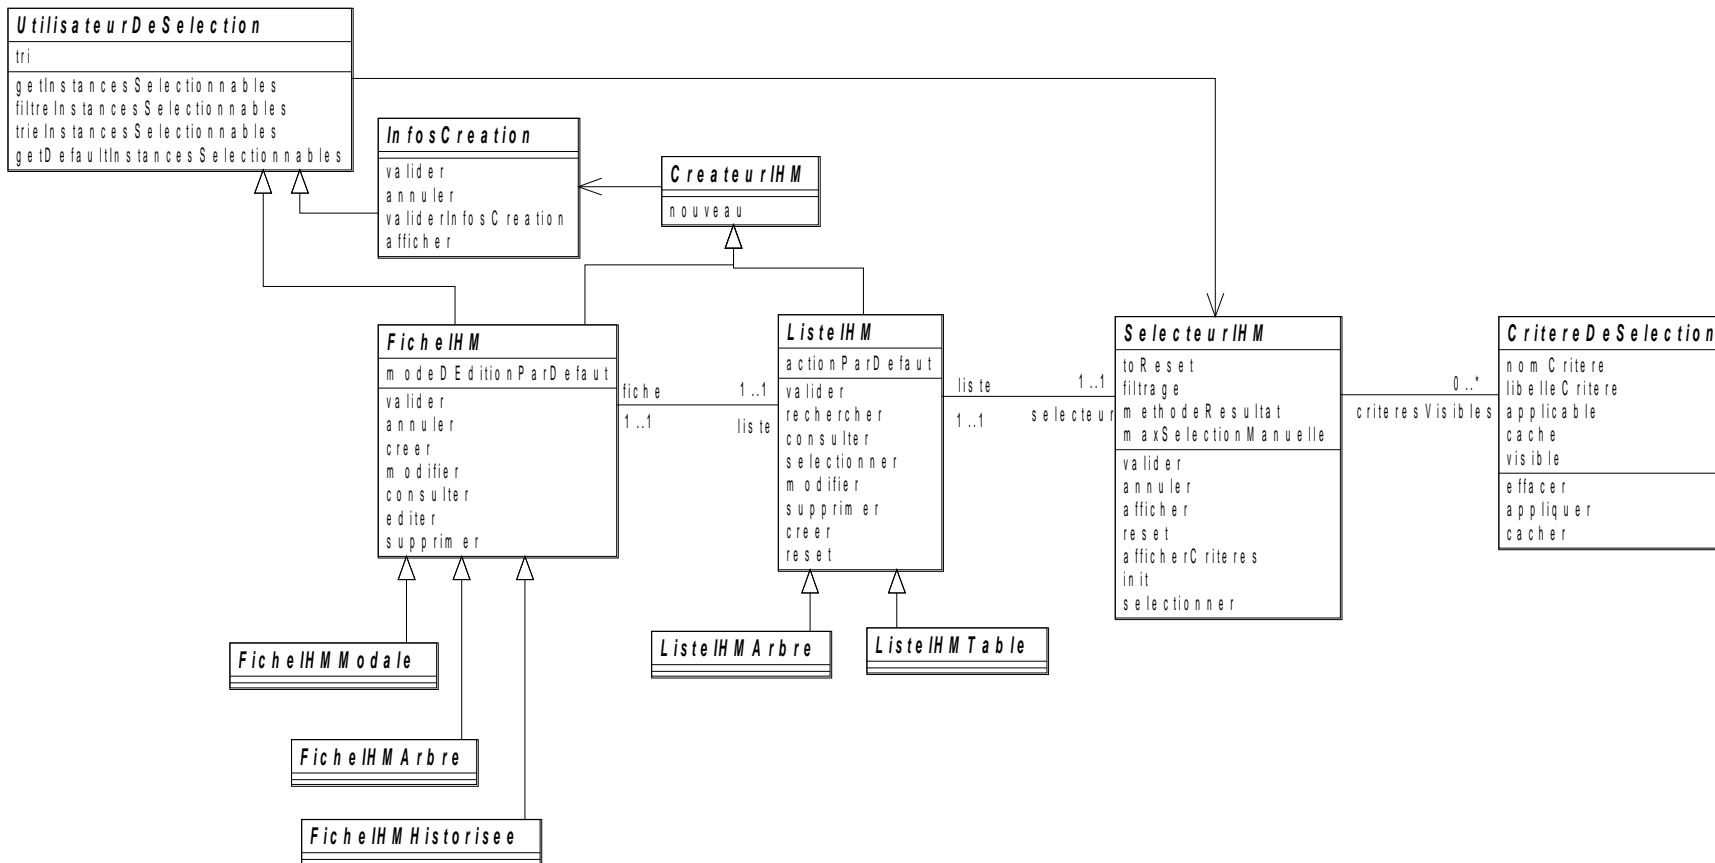 UtilisateurDeSelection
tri
getInstancesSelectionnables
filtreInstancesSelectionnables
trieInstancesSelectionnables
getDefaultInstancesSelectionnables
InfosCreation
valider
annuler
validerInfosCreation
afficher
CreateurIHM
nouveau
FicheIHM
modeDEditionParDefaut
valider
annuler
creer
modifier
consulter
editer
supprimer
fiche
1..1
1..1
liste
ListeIHM
actionParDefaut
valider
rechercher
consulter
selectionner
modifier
supprimer
creer
reset
liste
1..1
1..1
selecteur
SelecteurIHM
toReset
filtrage
methodeResultat
maxSelectionManuelle
valider
annuler
afficher
reset
afficherCriteres
init
selectionner
0..*
criteresVisibles
CritereDeSelection
nomCritere
libelleCritere
applicable
cache
visible
effacer
appliquer
cacher
FicheIHMModale
ListeIHMArbre
ListeIHMTable
FicheIHMArbre
FicheIHMHistorisee